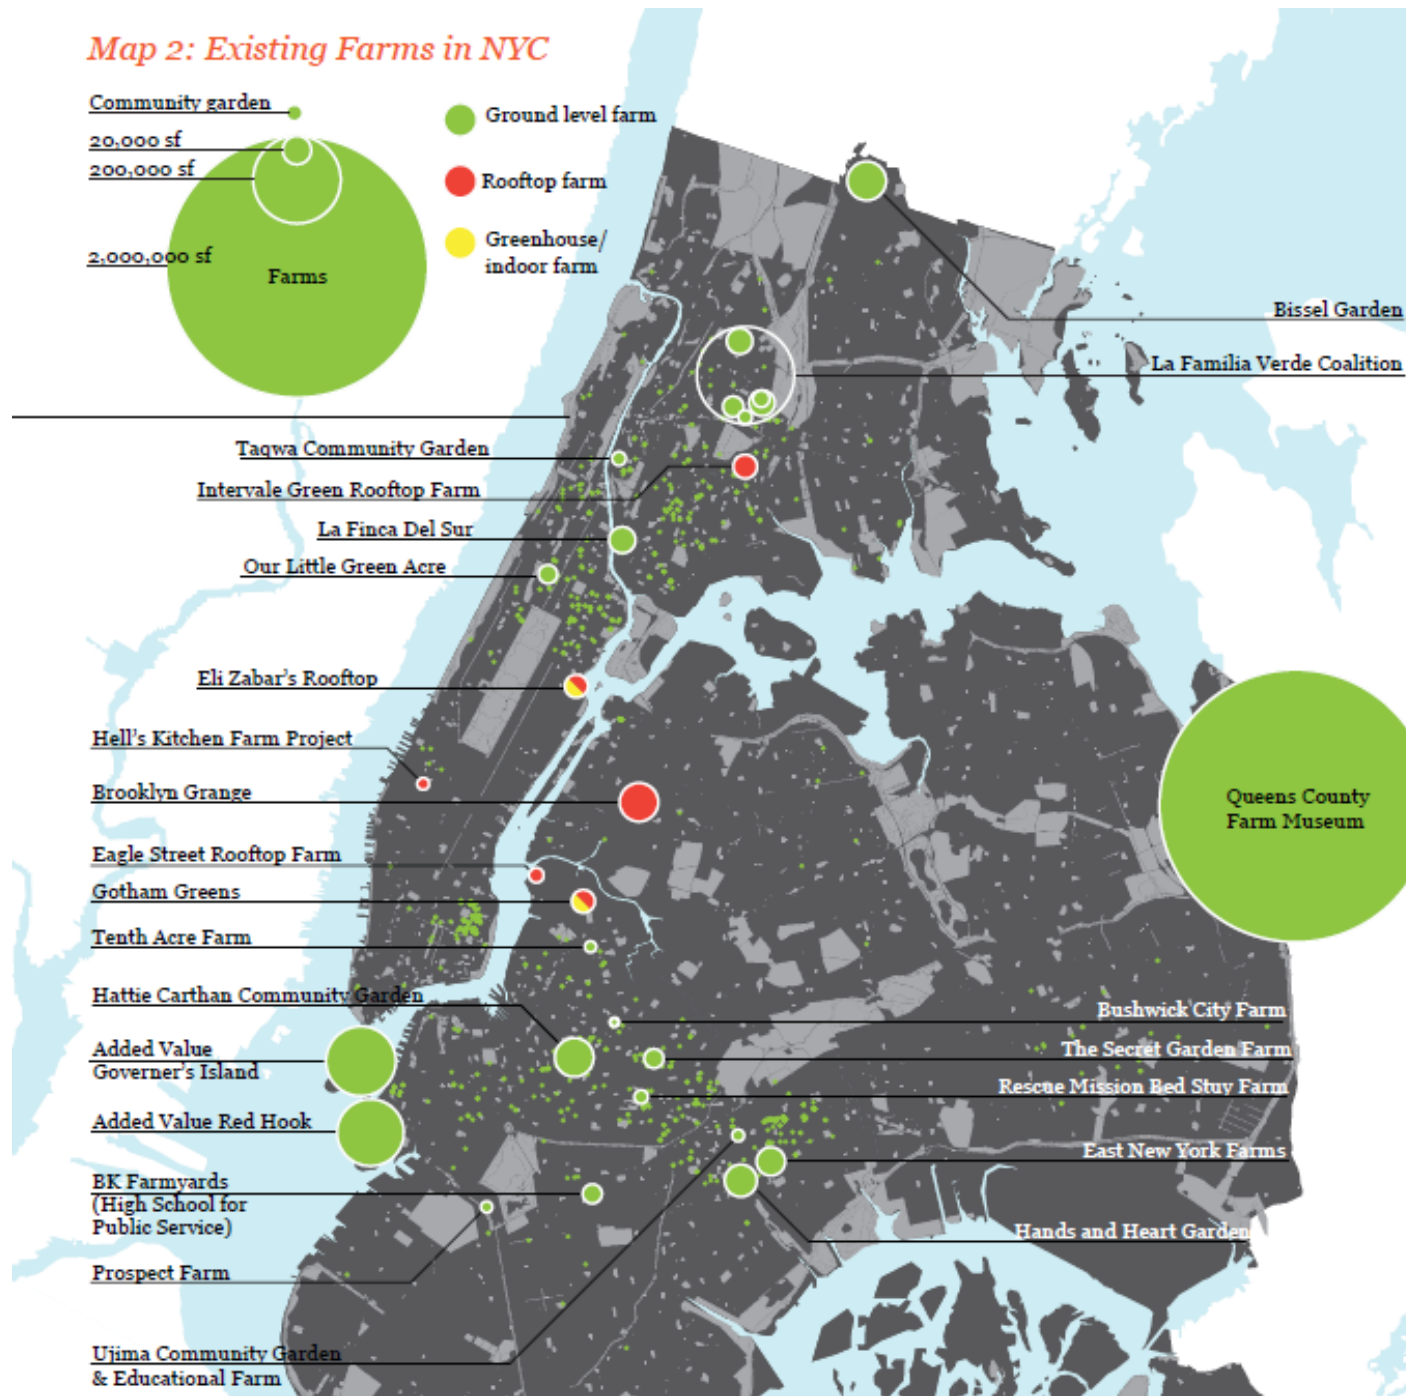 Map 2: Existing Farms in NYC
Community garden
20,000 sf
200,000 sf
2,000,000 sf
Farms
Ground level farm
Rooftop farm
Greenhouse/
indoor farm
Bissel Garden
La Familia Verde Coalition
Taqwa Community Garden
Intervale Green Rooftop Farm
La Finca Del Sur
Our Little Green Acre
Eli Zabar's Rooftop
Hell's Kitchen Farm Project
Brooklyn Grange
Queens County
Farm Museum
Eagle Street Rooftop Farm
Gotham Greens
Tenth Acre Farm
Hattie Carthan Community Garden
Added Value
Governer's Island
Added Value Red Hook
BK Farmyards
(High School for
Public Service)
Prospect Farm
Ujima Community Garden
& Educational Farm
Bushwick City Farm
The Secret Garden Farm
Rescue Mission Bed Stuy Farm
East New York Farms
Hands and Heart Garden